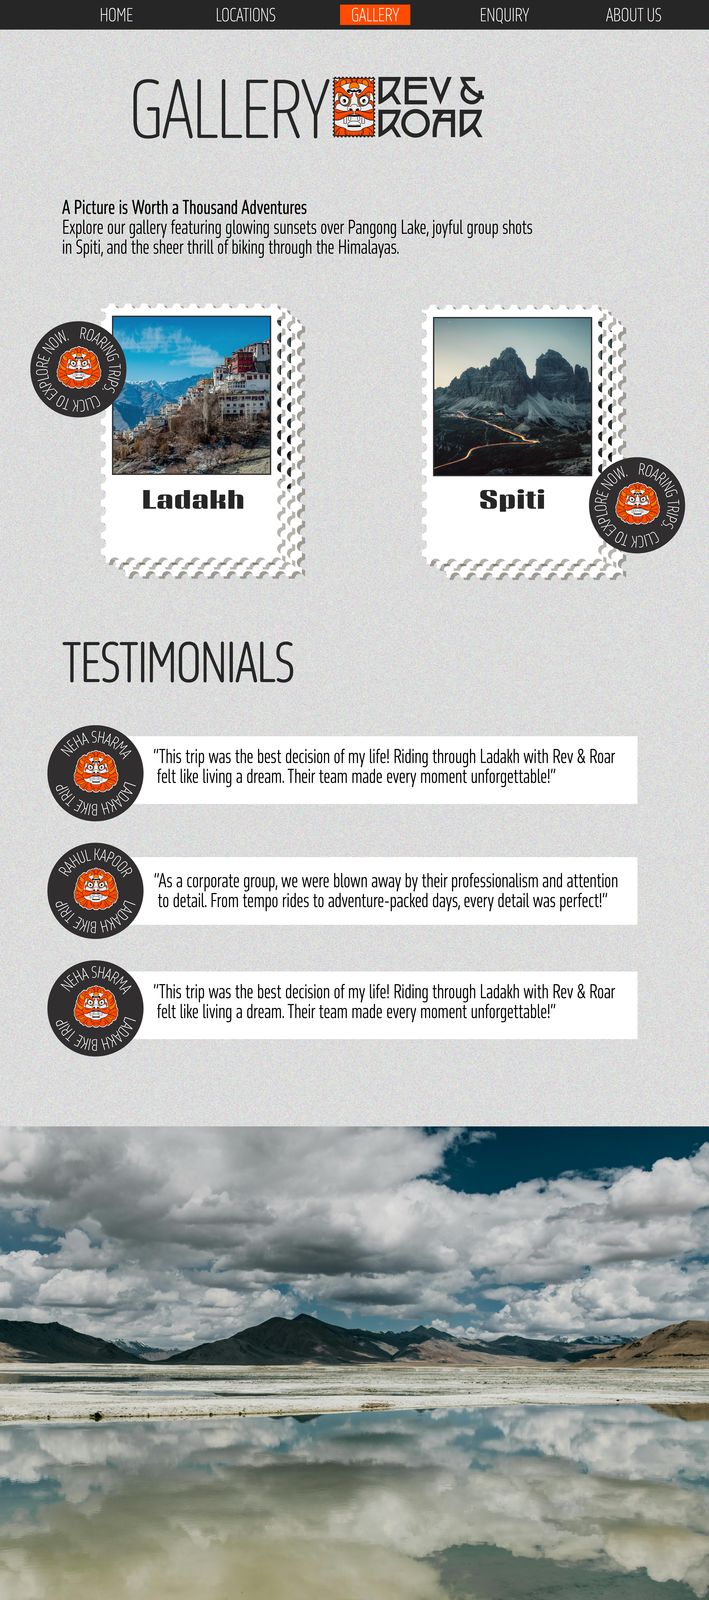 HOME LOCATIONS GALLERY ENQUIRY ABOUT US
GALLERY REV &
ROAR
A Picture is Worth a Thousand Adventures
Explore our gallery featuring glowing sunsets over Pangong Lake, joyful group shots
in Spiti, and the sheer thrill of biking through the Himalayas.
ROARING TRIPS. CLICK TO EXPLORE NOW.
Ladakh
Spiti
ROARING TRIPS. CLICK TO EXPLORE NOW.
TESTIMONIALS
NEHA SHARMA
LADAKH BIKE TRIP
"This trip was the best decision of my life! Riding through Ladakh with Rev & Roar
felt like living a dream. Their team made every moment unforgettable!"
RAHUL KAPOOR
LADAKH BIKE TRIP
"As a corporate group, we were blown away by their professionalism and attention
to detail. From tempo rides to adventure-packed days, every detail was perfect!"
NEHA SHARMA
LADAKH BIKE TRIP
"This trip was the best decision of my life! Riding through Ladakh with Rev & Roar
felt like living a dream. Their team made every moment unforgettable!"